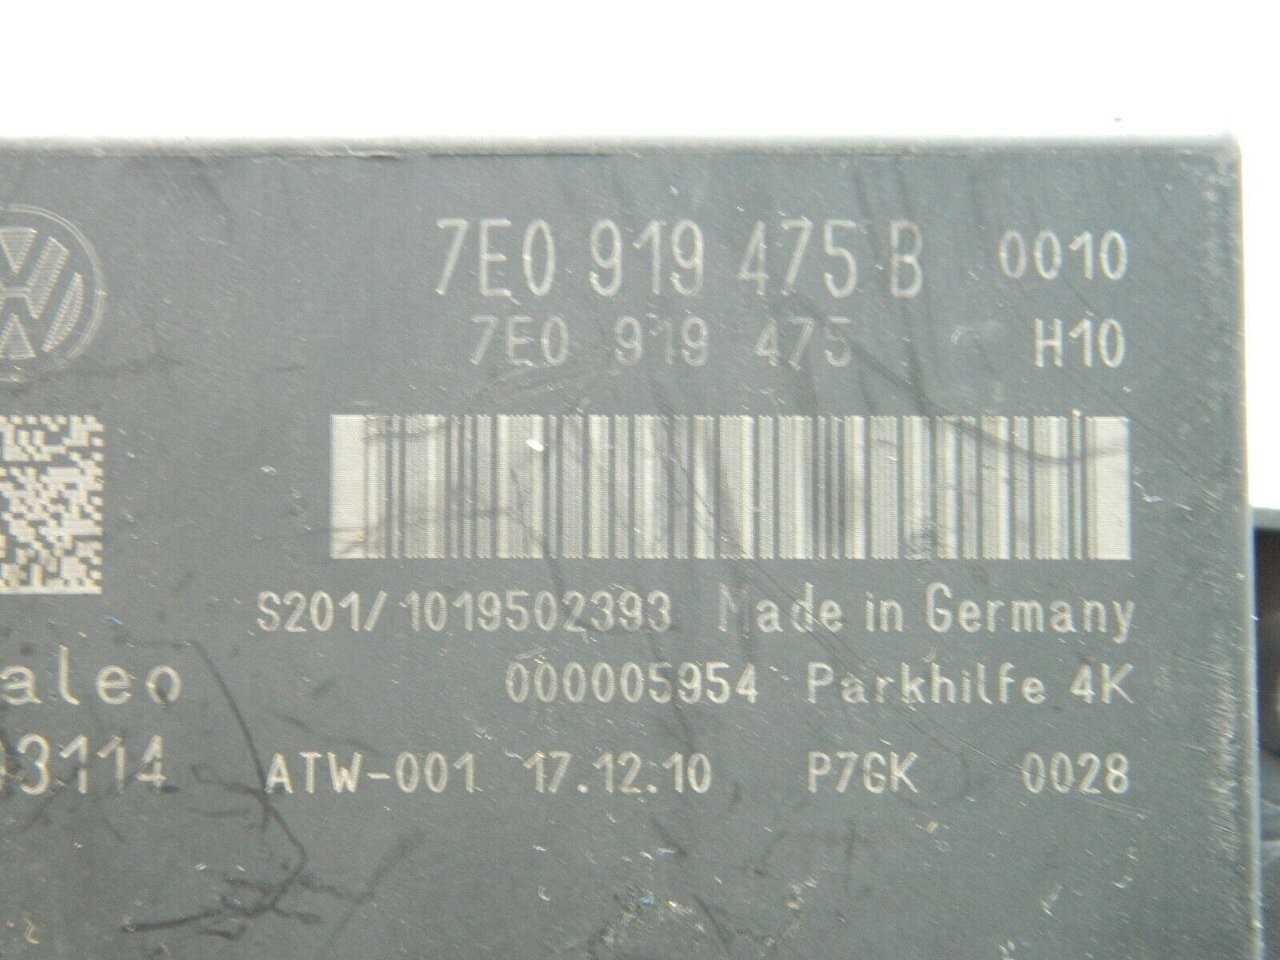 7E0 919 475 B 0010
7E0 919 475 H10
S201/1019502393 Made in Germany
aleo 000005954 Parkhilfe 4K
03114 ATW-001 17.12.10 P7GK 0028